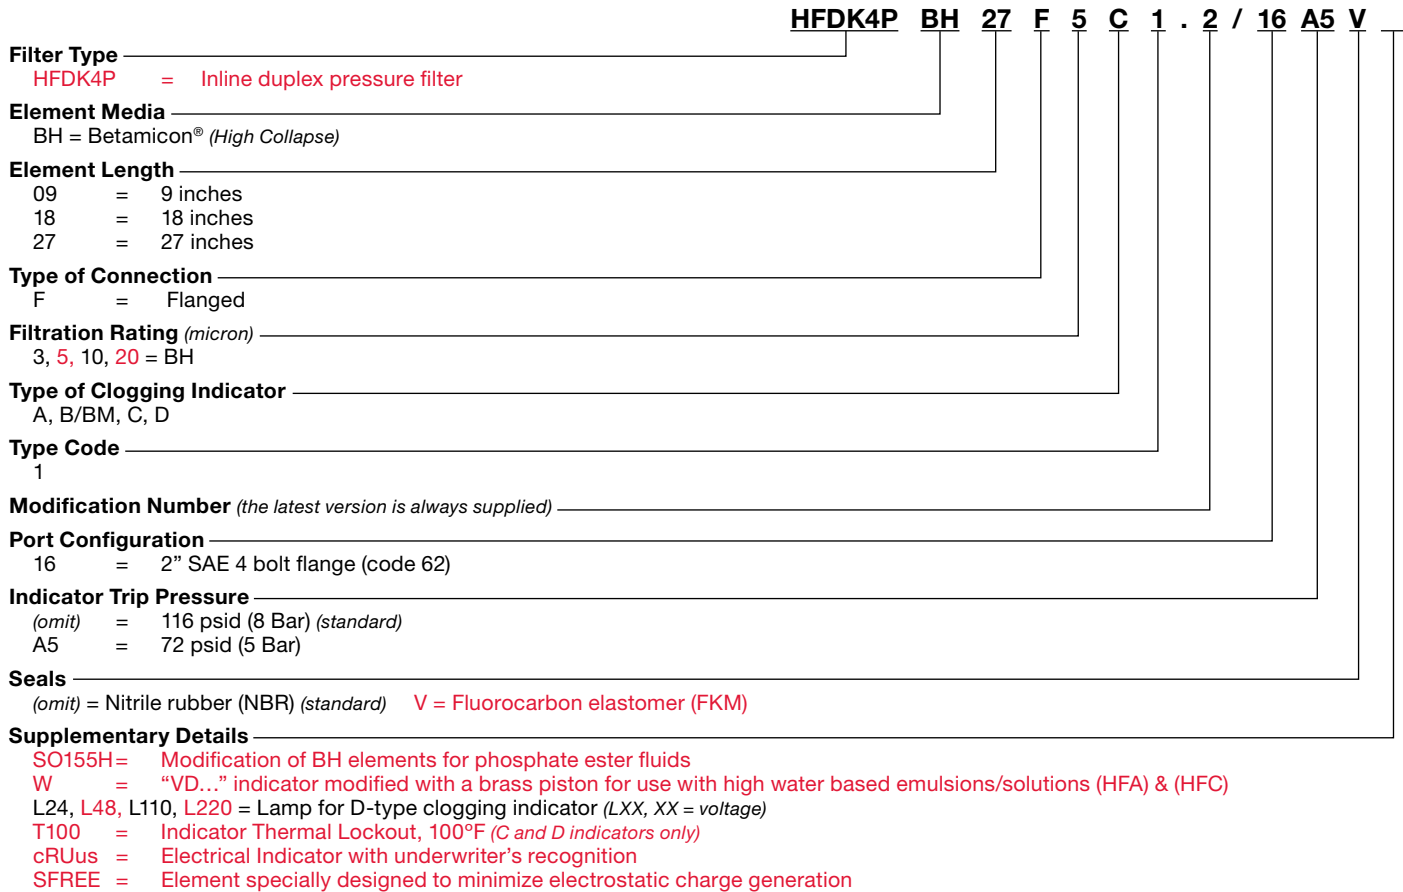 HFDK4P BH 27 F 5 C 1 . 2 / 16 A5 V
Filter Type
HFDK4P = Inline duplex pressure filter
Element Media
BH = Betamicon® (High Collapse)
Element Length
09 = 9 inches
18 = 18 inches
27 = 27 inches
Type of Connection
F = Flanged
Filtration Rating (micron)
3, 5, 10, 20 = BH
Type of Clogging Indicator
A, B/BM, C, D
Type Code
1
Modification Number (the latest version is always supplied)
Port Configuration
16 = 2” SAE 4 bolt flange (code 62)
Indicator Trip Pressure
(omit) = 116 psid (8 Bar) (standard)
A5 = 72 psid (5 Bar)
Seals
(omit) = Nitrile rubber (NBR) (standard) V = Fluorocarbon elastomer (FKM)
Supplementary Details
SO155H = Modification of BH elements for phosphate ester fluids
W = “VD…” indicator modified with a brass piston for use with high water based emulsions/solutions (HFA) & (HFC)
L24, L48, L110, L220 = Lamp for D-type clogging indicator (LXX, XX = voltage)
T100 = Indicator Thermal Lockout, 100ºF (C and D indicators only)
cRUus = Electrical Indicator with underwriter’s recognition
SFREE = Element specially designed to minimize electrostatic charge generation